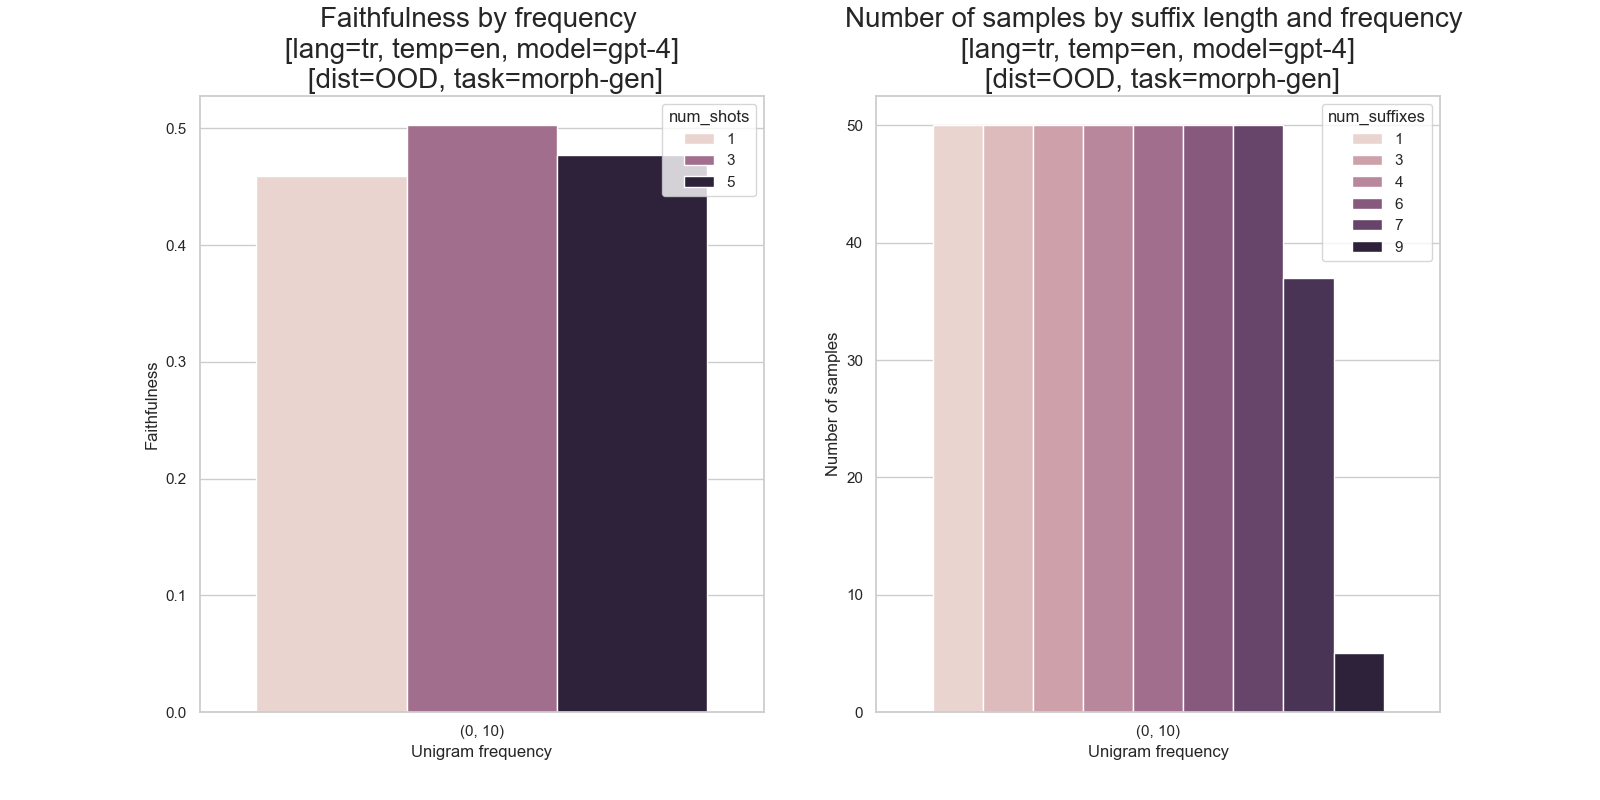 Faithfulness by frequency
[lang=tr, temp=en, model=gpt-4]
[dist=OOD, task=morph-gen]
num_shots
1
3
5
0.5
0.4
0.3
0.2
0.1
0.0
Faithfulness
(0, 10)
Unigram frequency
Number of samples by suffix length and frequency
[lang=tr, temp=en, model=gpt-4]
[dist=OOD, task=morph-gen]
num_suffixes
1
3
4
6
7
9
50
40
30
20
10
0
Number of samples
(0, 10)
Unigram frequency